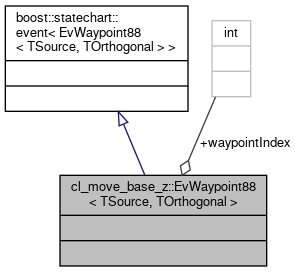 boost::statechart::
event< EvWaypoint88
< TSource, TOrthogonal > >
int
+waypointIndex
cl_move_base_z::EvWaypoint88
< TSource, TOrthogonal >